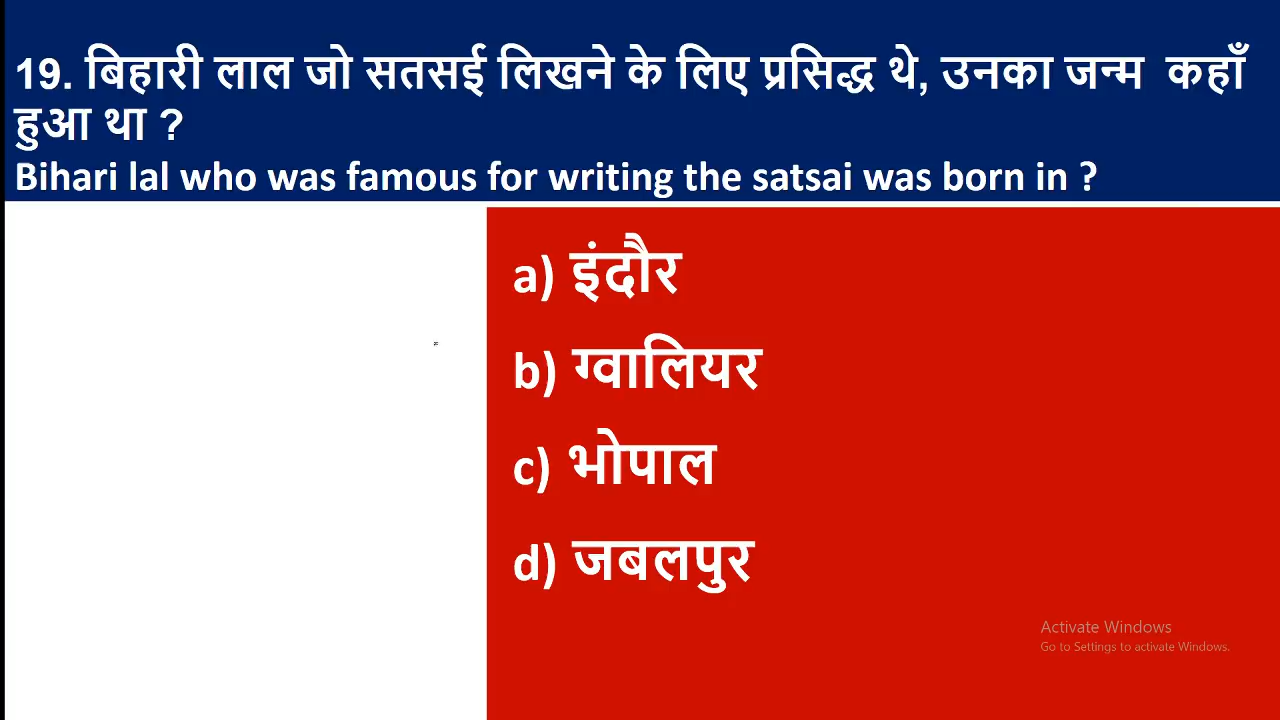 19. बिहारी लाल जो सतसई लिखने के लिए प्रसिद्ध थे, उनका जन्म कहाँ
हुआ था ?
Bihari lal who was famous for writing the satsai was born in ?
a) इंदौर
b) ग्वालियर
c) भोपाल
d) जबलपुर
Activate Windows
Go to Settings to activate Windows.